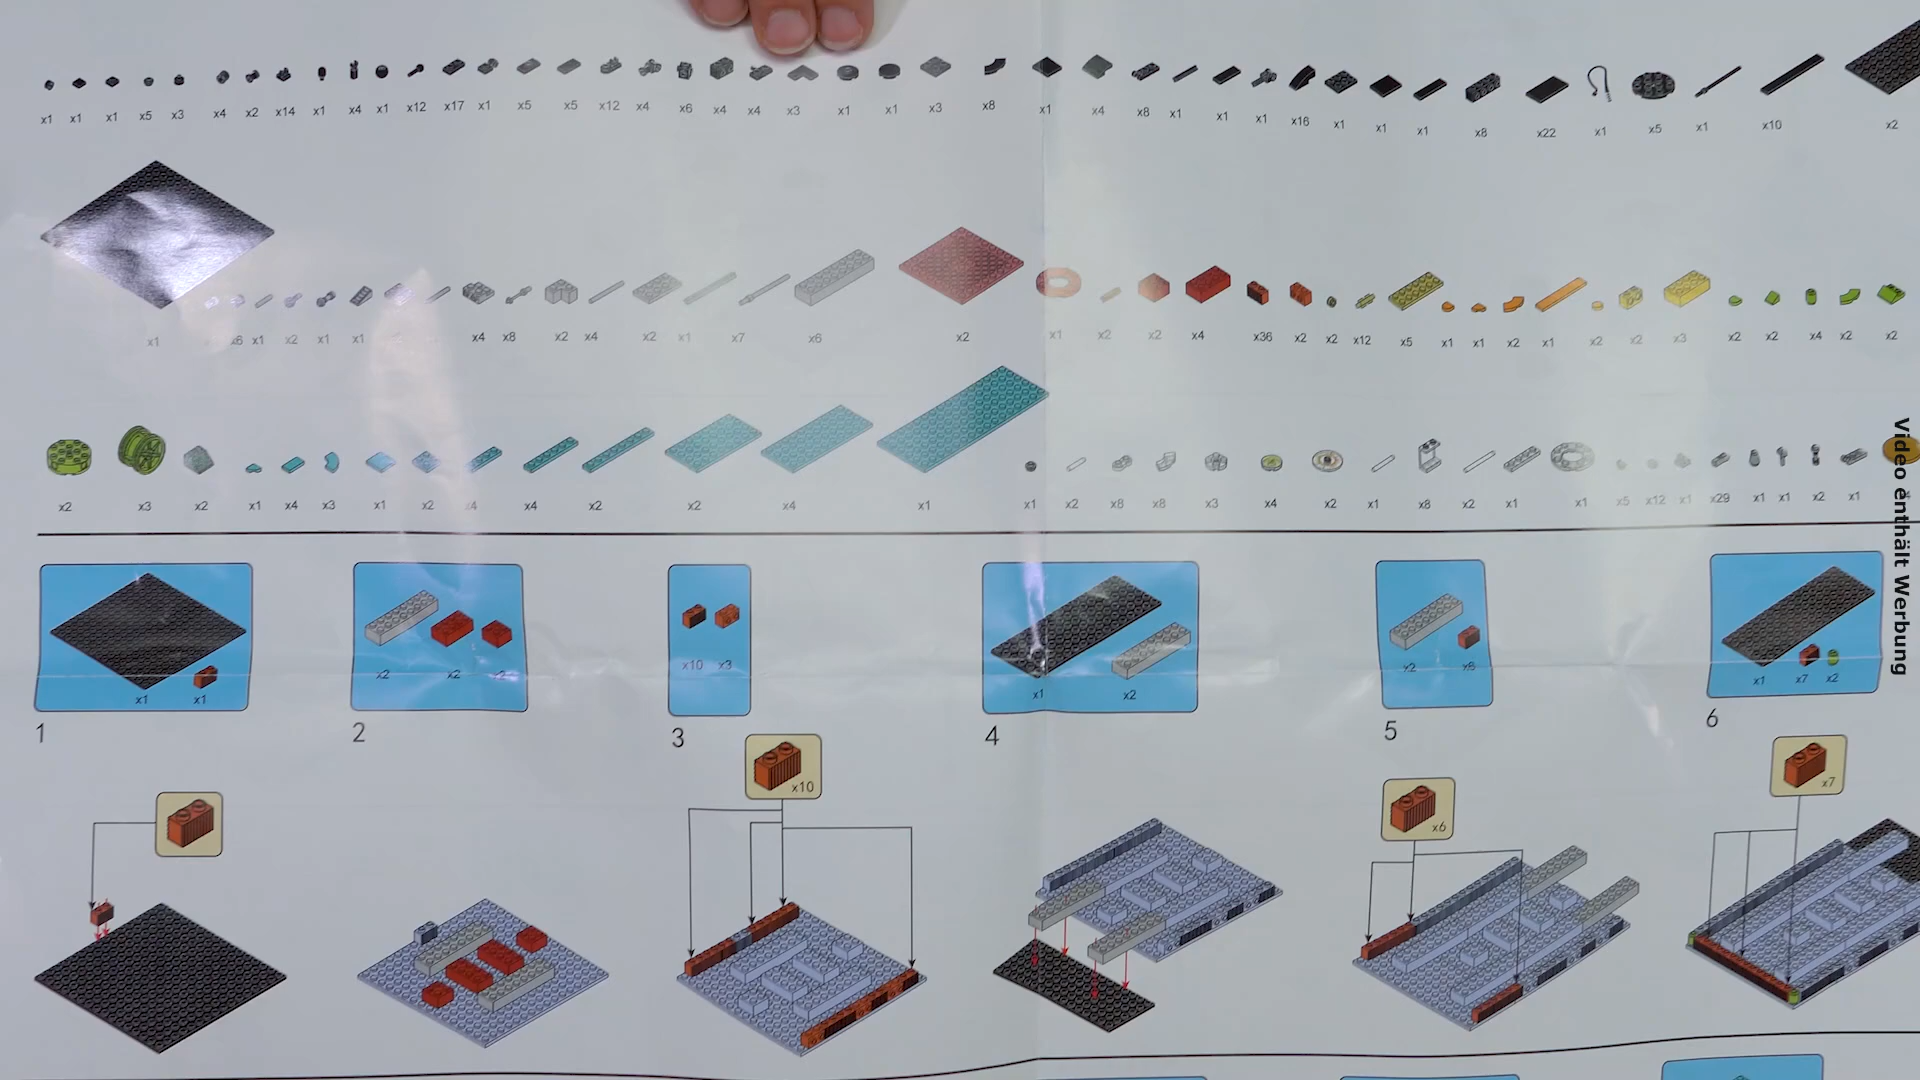 x1 x1 x1 x5 x3 x4 x2 x14 x1 x4 x1 x12 x17 x1 x5 x5 x12 x4 x6 x4 x4 x3 x1 x1 x3 x8 x1 x4 x8 x1 x1 x1 x16 x1 x1 x1 x8 x22 x1 x5 x1 x10 x2
x1 x6 x1 x2 x1 x1 x4 x8 x2 x4 x2 x1 x7 x6 x2 x1 x2 x2 x4 x36 x2 x2 x12 x5 x1 x1 x2 x1 x2 x2 x3 x2 x2 x4 x2 x2
x2 x3 x2 x1 x4 x3 x1 x2 x4 x4 x2 x2 x4 x1 x1 x2 x8 x8 x3 x4 x2 x1 x8 x2 x1 x1 x5 x12 x1 x29 x1 x1 x2 x1
Video enthält Werbung
x1 x1
x2 x2 x2
x10 x3
x1 x2
x2 x6
x1 x7 x2
1 2 3 4 5 6
x10
x6
x7